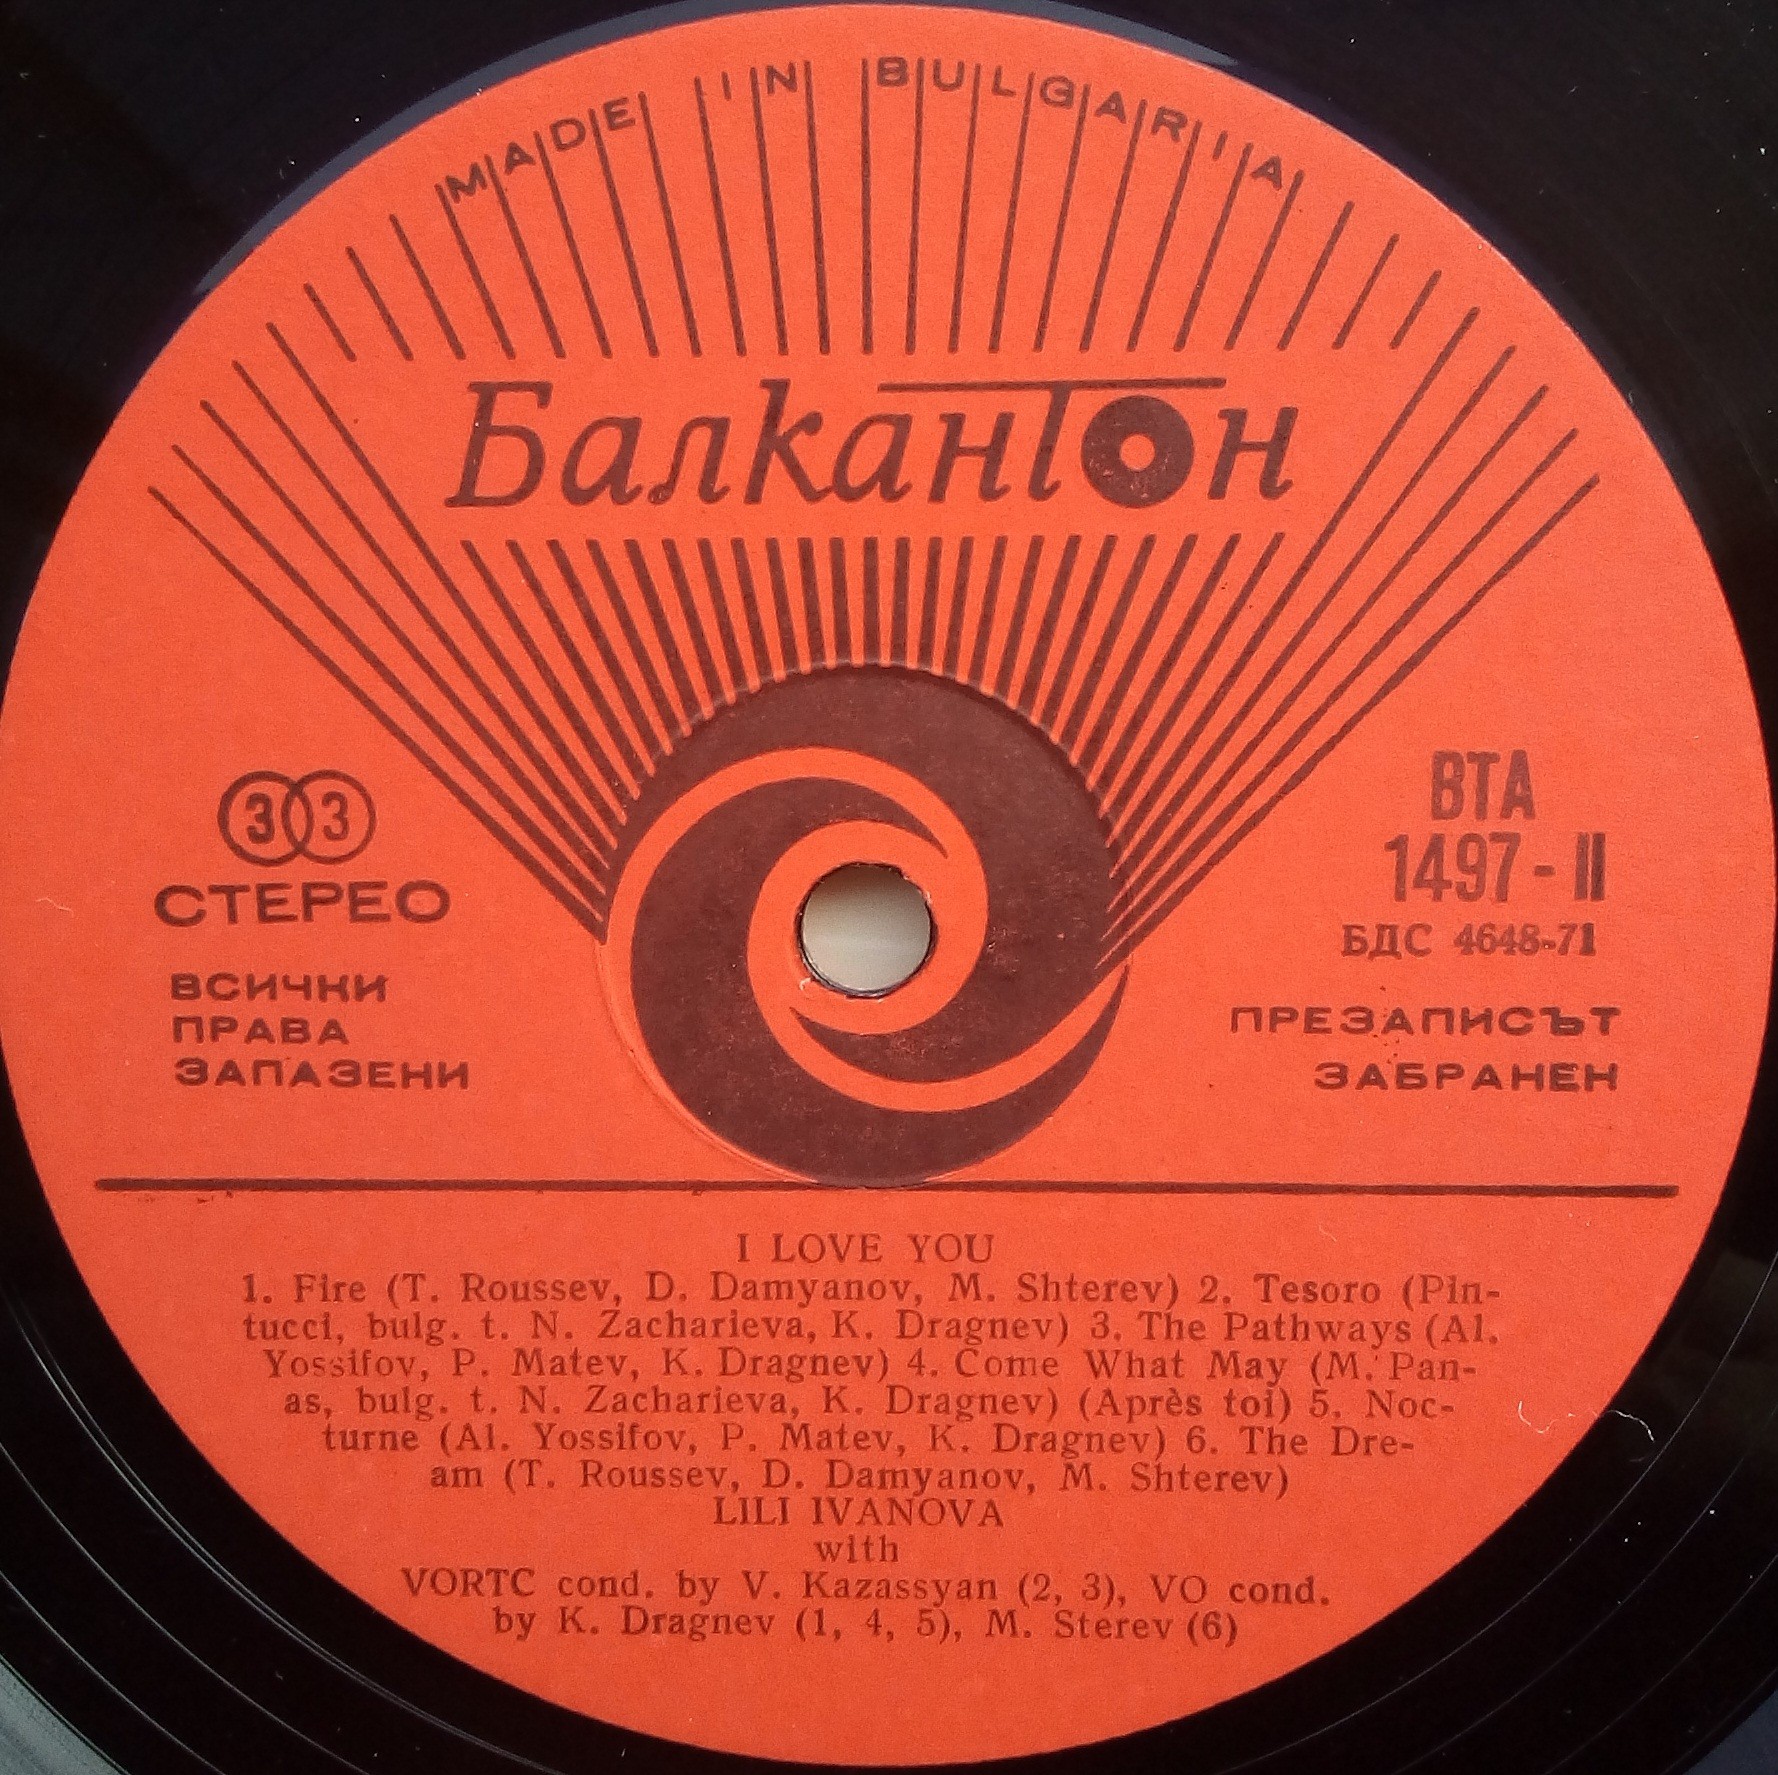 MADE IN BULGARIA
Балкантон
33
СТЕРЕО
ВСИЧКИ
ПРАВА
ЗАПАЗЕНИ
ВТА
1497-II
БДС 4648-71
ПРЕЗАПИСЪТ
ЗАБРАНЕН
I LOVE YOU
1. Fire (T. Roussev, D. Damyanov, M. Shterev) 2. Tesoro (Pin-
tucci, bulg. t. N. Zacharieva, K. Dragnev) 3. The Pathways (Al.
Yossifov, P. Matev, K. Dragnev) 4. Come What May (M. Pan-
as, bulg. t. N. Zacharieva, K. Dragnev) (Après toi) 5. Noc-
turne (Al. Yossifov, P. Matev, K. Dragnev) 6. The Dre-
am (T. Roussev, D. Damyanov, M. Shterev)
LILI IVANOVA
with
VORTC cond. by V. Kazassyan (2, 3), VO cond.
by K. Dragnev (1, 4, 5), M. Sterev (6)